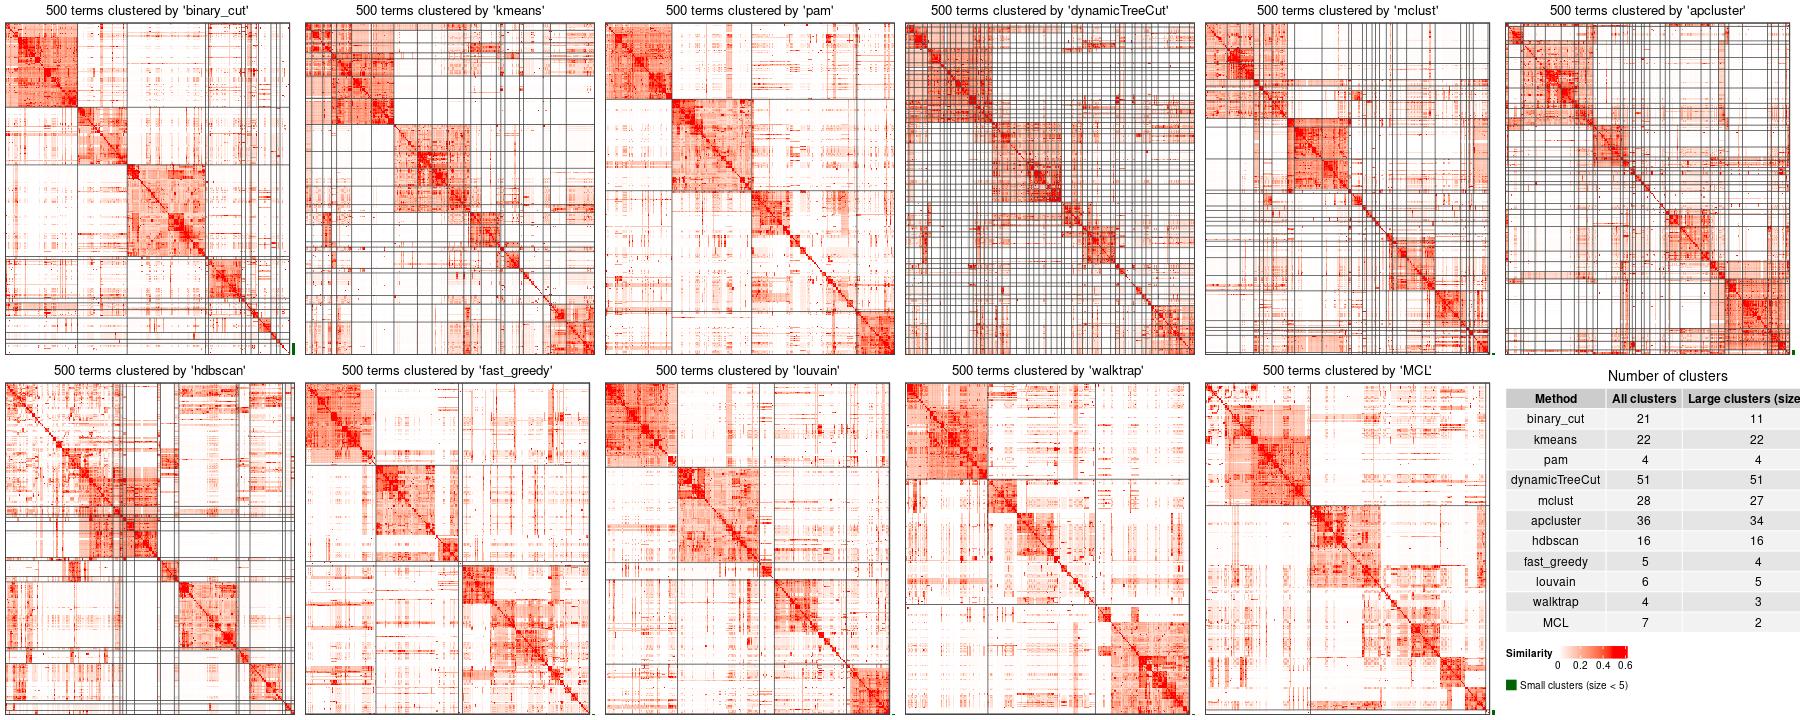 500 terms clustered by 'binary_cut'
500 terms clustered by 'kmeans'
500 terms clustered by 'pam'
500 terms clustered by 'dynamicTreeCut'
500 terms clustered by 'mclust'
500 terms clustered by 'apcluster'
500 terms clustered by 'hdbscan'
500 terms clustered by 'fast_greedy'
500 terms clustered by 'louvain'
500 terms clustered by 'walktrap'
500 terms clustered by 'MCL'
Number of clusters
Method All clusters Large clusters (size
binary_cut 21 11
kmeans 22 22
pam 4 4
dynamicTreeCut 51 51
mclust 28 27
apcluster 36 34
hdbscan 16 16
fast_greedy 5 4
louvain 6 5
walktrap 4 3
MCL 7 2
Similarity
0 0.2 0.4 0.6
Small clusters (size < 5)